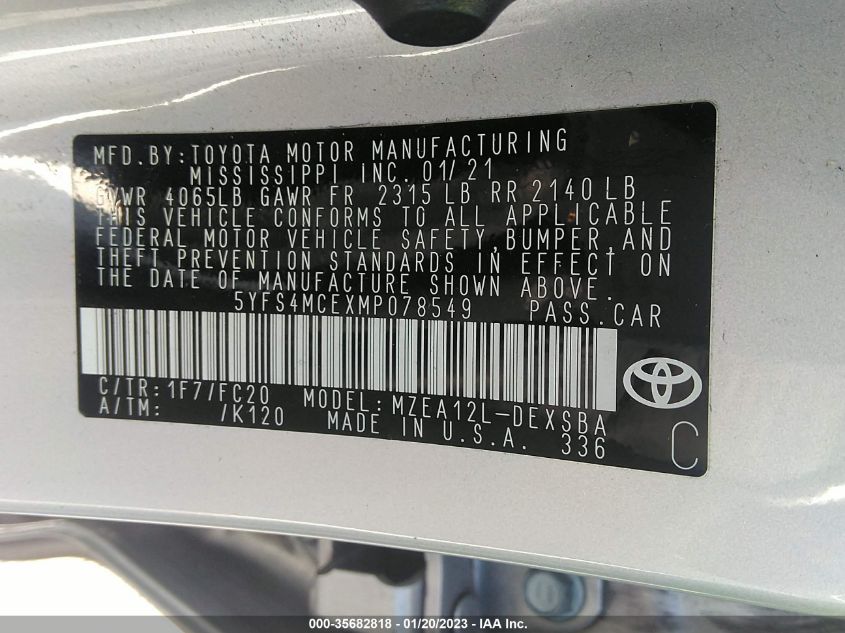 MFD.BY:TOYOTA MOTOR MANUFACTURING
MISSISSIPPI INC. 01/21
GVWR 4065LB GAWR FR 2315 LB RR 2140LB
THIS VEHICLE CONFORMS TO ALL APPLICABLE
FEDERAL MOTOR VEHICLE SAFETY,BUMPER,AND
THEFT PREVENTION STANDARDS IN EFFECT ON
THE DATE OF MANUFACTURE SHOWN ABOVE.
5YFS4MCEXMP078549 PASS.CAR
C/TR: 1F7/FC20 MODEL: MZEA12L-DEXSBA
A/TM: /K120 MADE IN U.S.A. 336
C
000-35682818 - 01/20/2023 - IAA Inc.